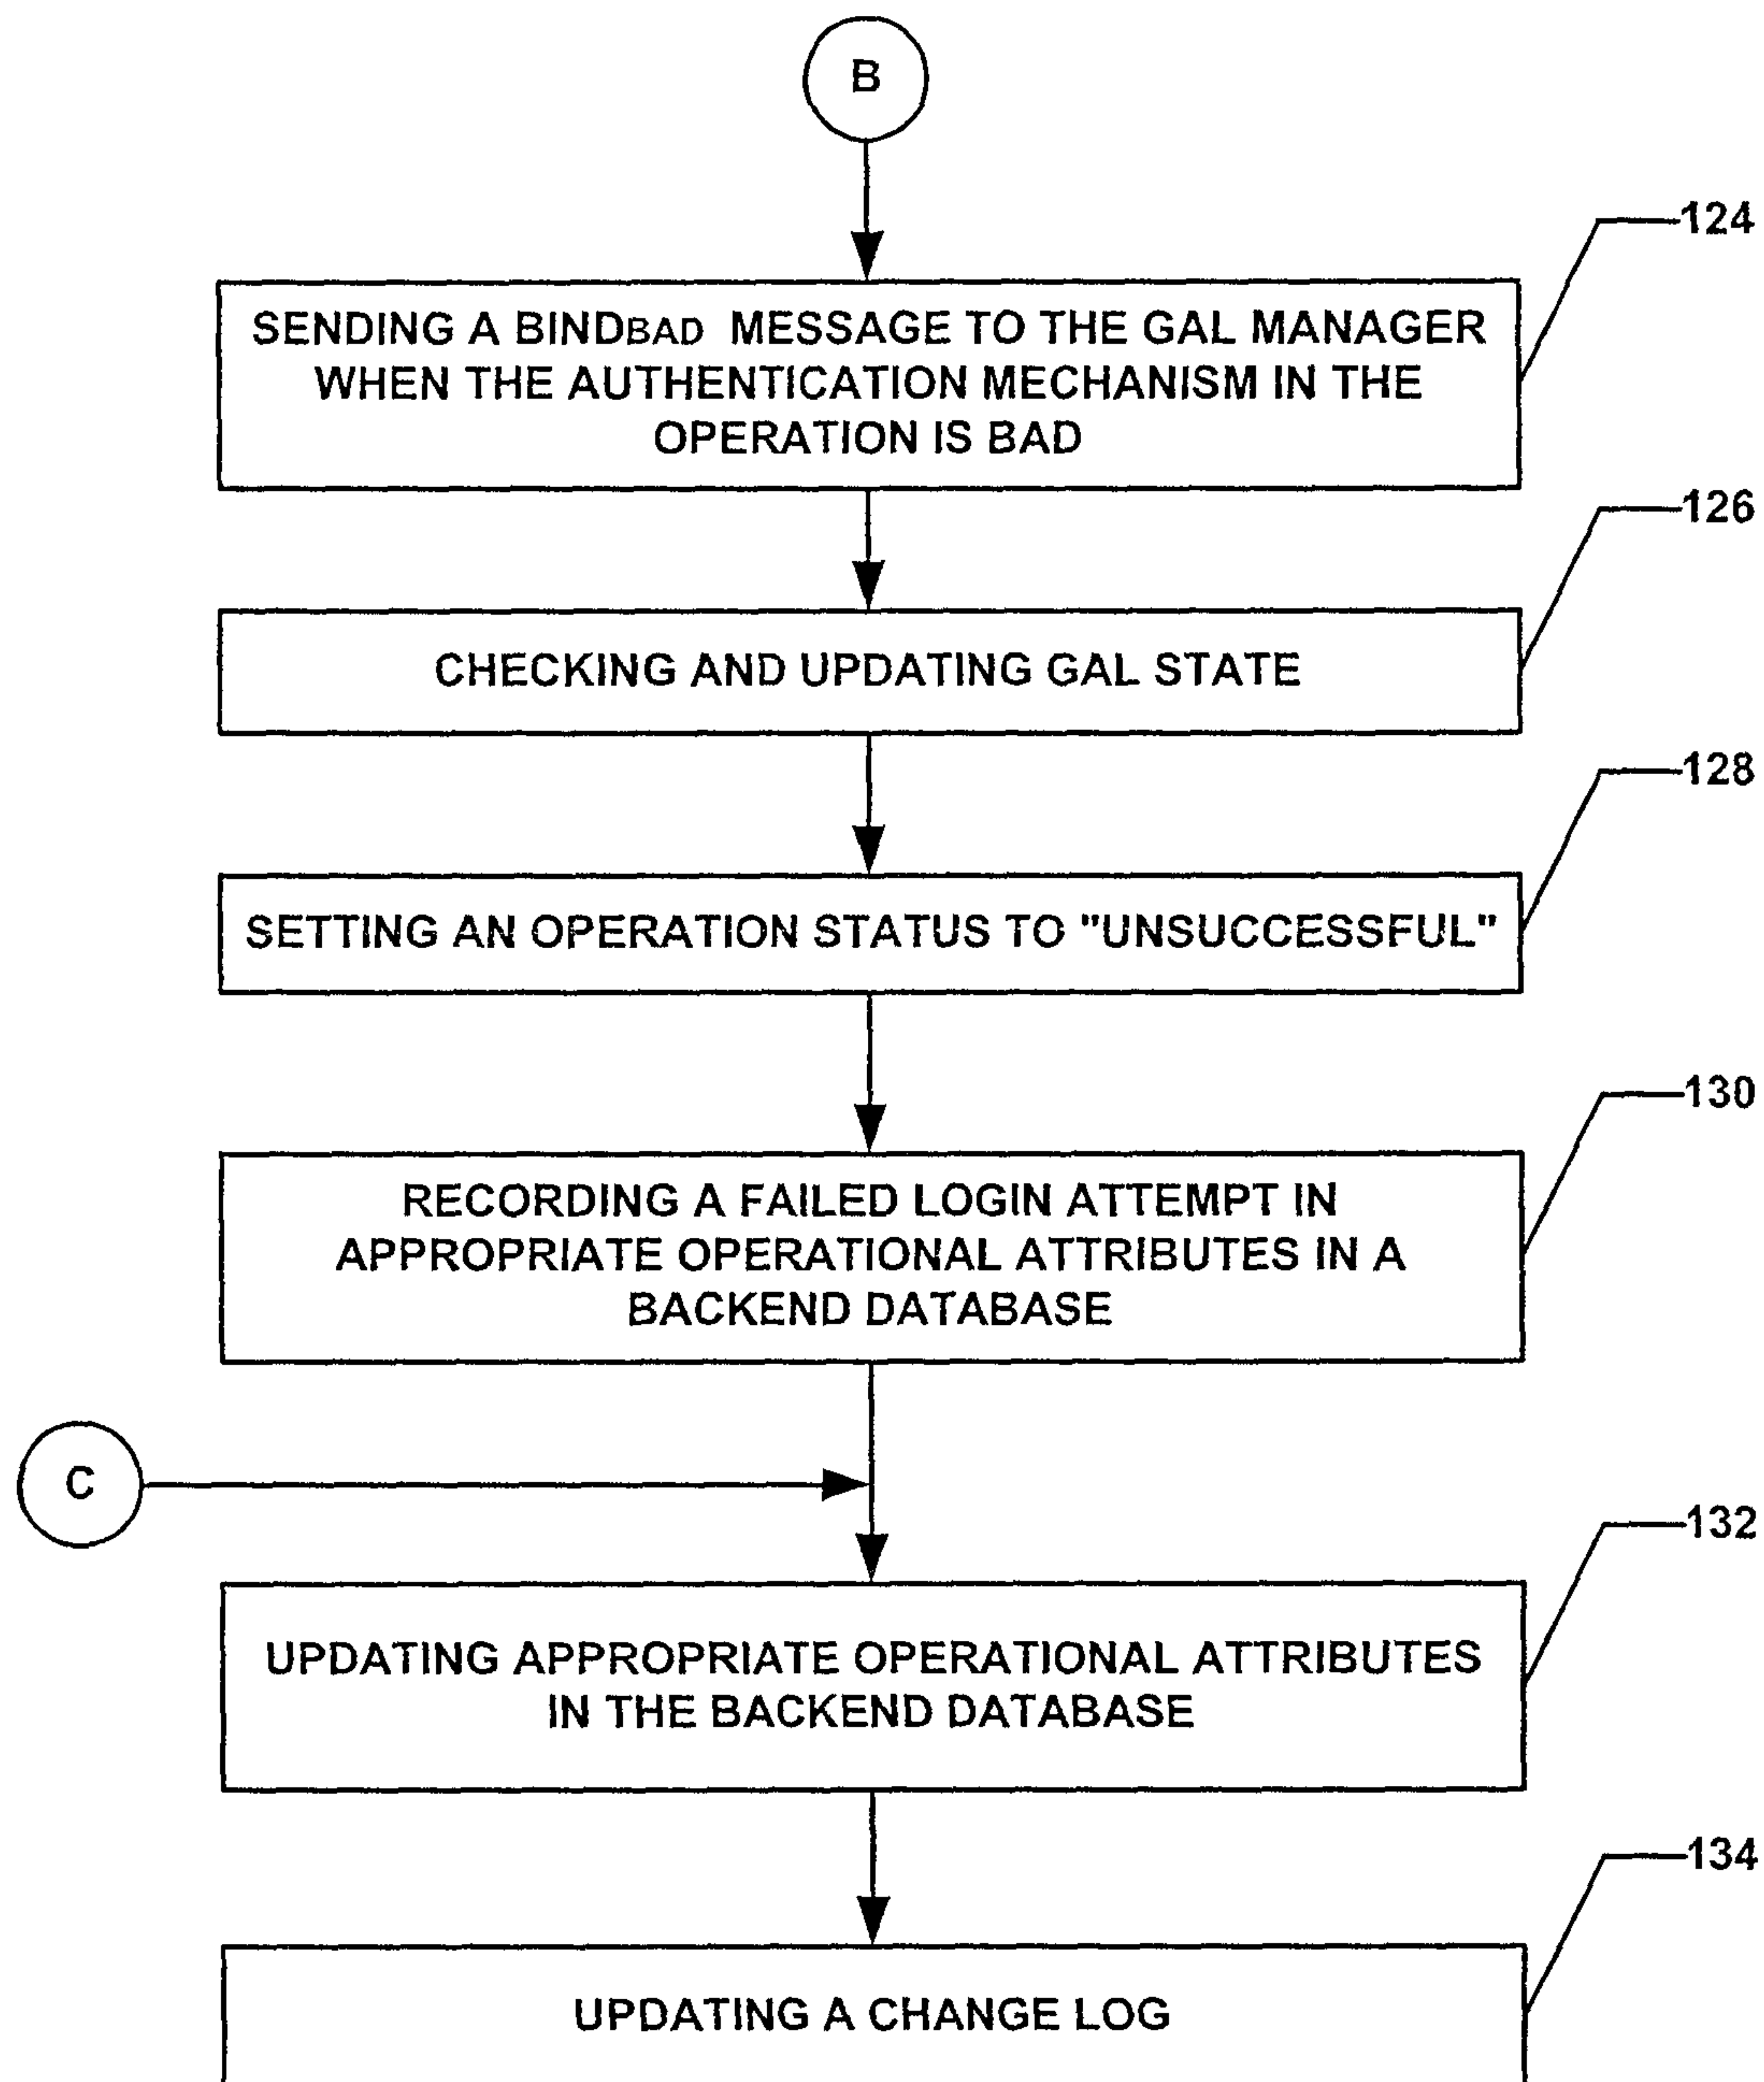 B
124
SENDING A BINDBAD MESSAGE TO THE GAL MANAGER
WHEN THE AUTHENTICATION MECHANISM IN THE
OPERATION IS BAD
126
CHECKING AND UPDATING GAL STATE
128
SETTING AN OPERATION STATUS TO "UNSUCCESSFUL"
130
RECORDING A FAILED LOGIN ATTEMPT IN
APPROPRIATE OPERATIONAL ATTRIBUTES IN A
BACKEND DATABASE
C
132
UPDATING APPROPRIATE OPERATIONAL ATTRIBUTES
IN THE BACKEND DATABASE
134
UPDATING A CHANGE LOG